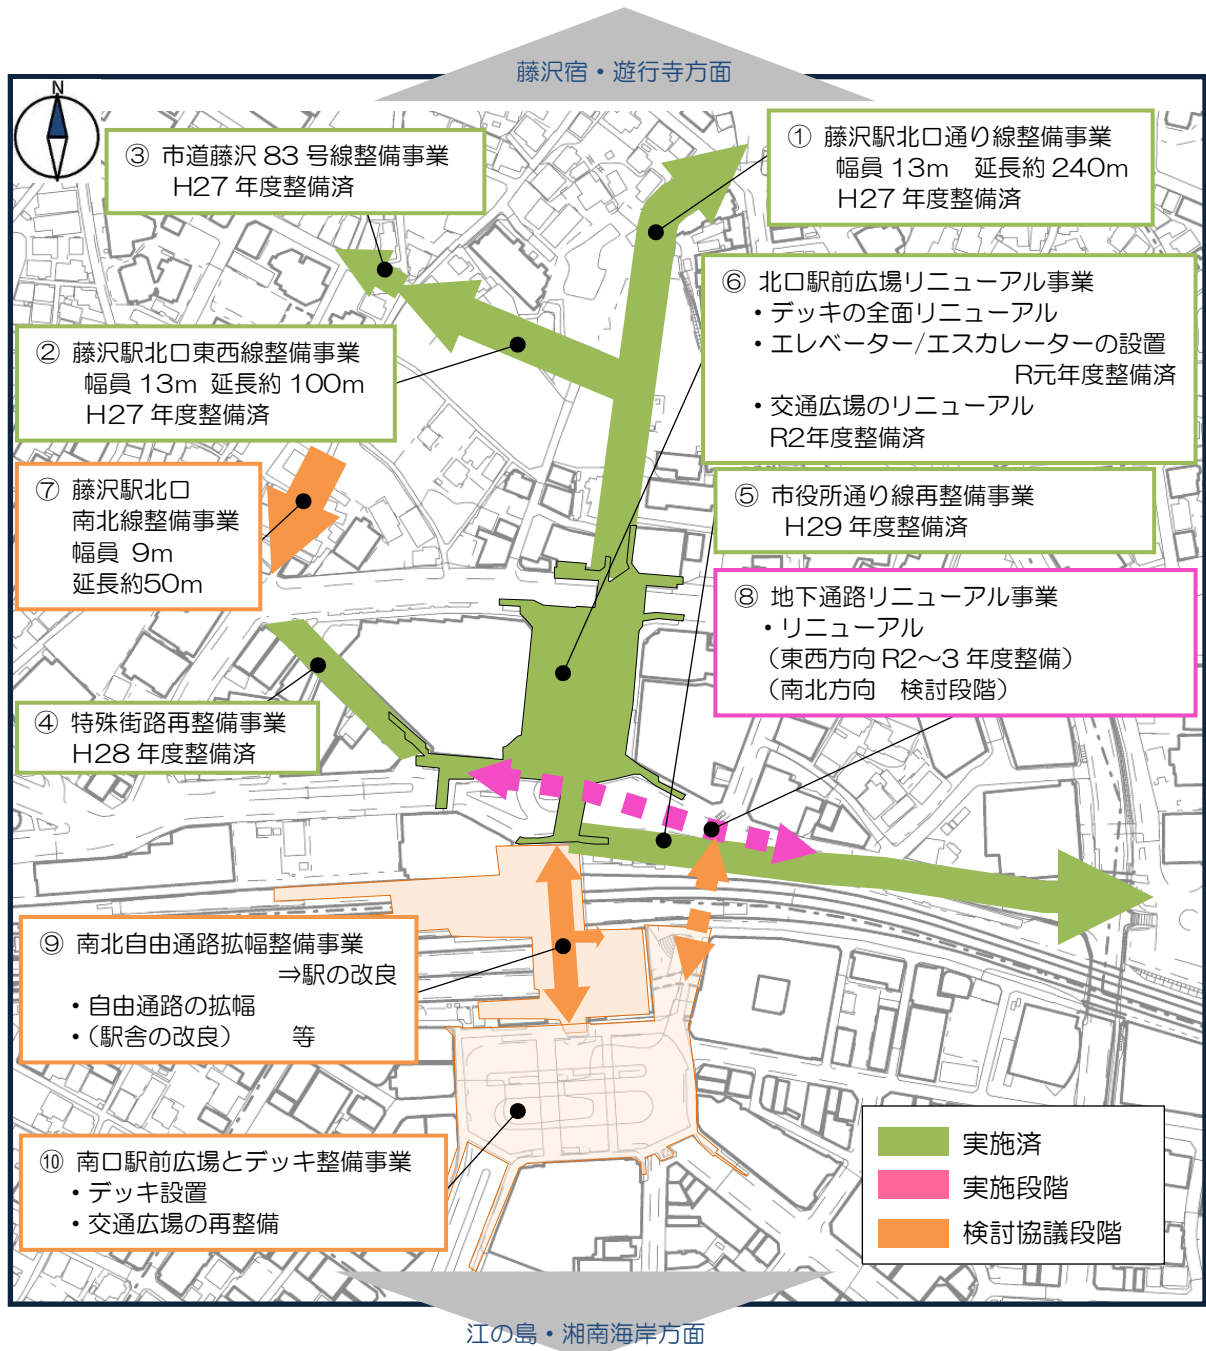 藤沢宿・遊行寺方面
N
① 藤沢駅北口通り線整備事業
幅員 13m 延長約 240m
H27 年度整備済
③ 市道藤沢 83 号線整備事業
H27 年度整備済
⑥ 北口駅前広場リニューアル事業
・デッキの全面リニューアル
・エレベーター/エスカレーターの設置
R元年度整備済
・交通広場のリニューアル
R2年度整備済
② 藤沢駅北口東西線整備事業
幅員 13m 延長約 100m
H27 年度整備済
⑦ 藤沢駅北口
南北線整備事業
幅員 9m
延長約50m
⑤ 市役所通り線再整備事業
H29 年度整備済
⑧ 地下通路リニューアル事業
・リニューアル
（東西方向 R2～3 年度整備）
（南北方向 検討段階）
④ 特殊街路再整備事業
H28 年度整備済
⑨ 南北自由通路拡幅整備事業
⇒駅の改良
・自由通路の拡幅
・（駅舎の改良） 等
⑩ 南口駅前広場とデッキ整備事業
・デッキ設置
・交通広場の再整備
実施済
実施段階
検討協議段階
江の島・湘南海岸方面